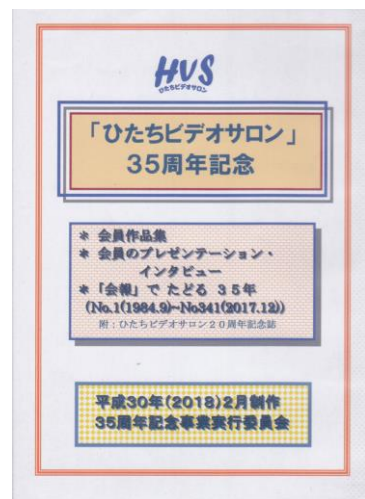 HVS
ひたちビデオサロン
「ひたちビデオサロン」
35周年記念
* 会員作品集
* 会員のプレゼンテーション・
インタビュー
*「会報」で たどる 35年
(No.1(1984.9)~No341(2017.12))
附:ひたちビデオサロン20周年記念誌
平成30年(2018)2月制作
35周年記念事業実行委員会